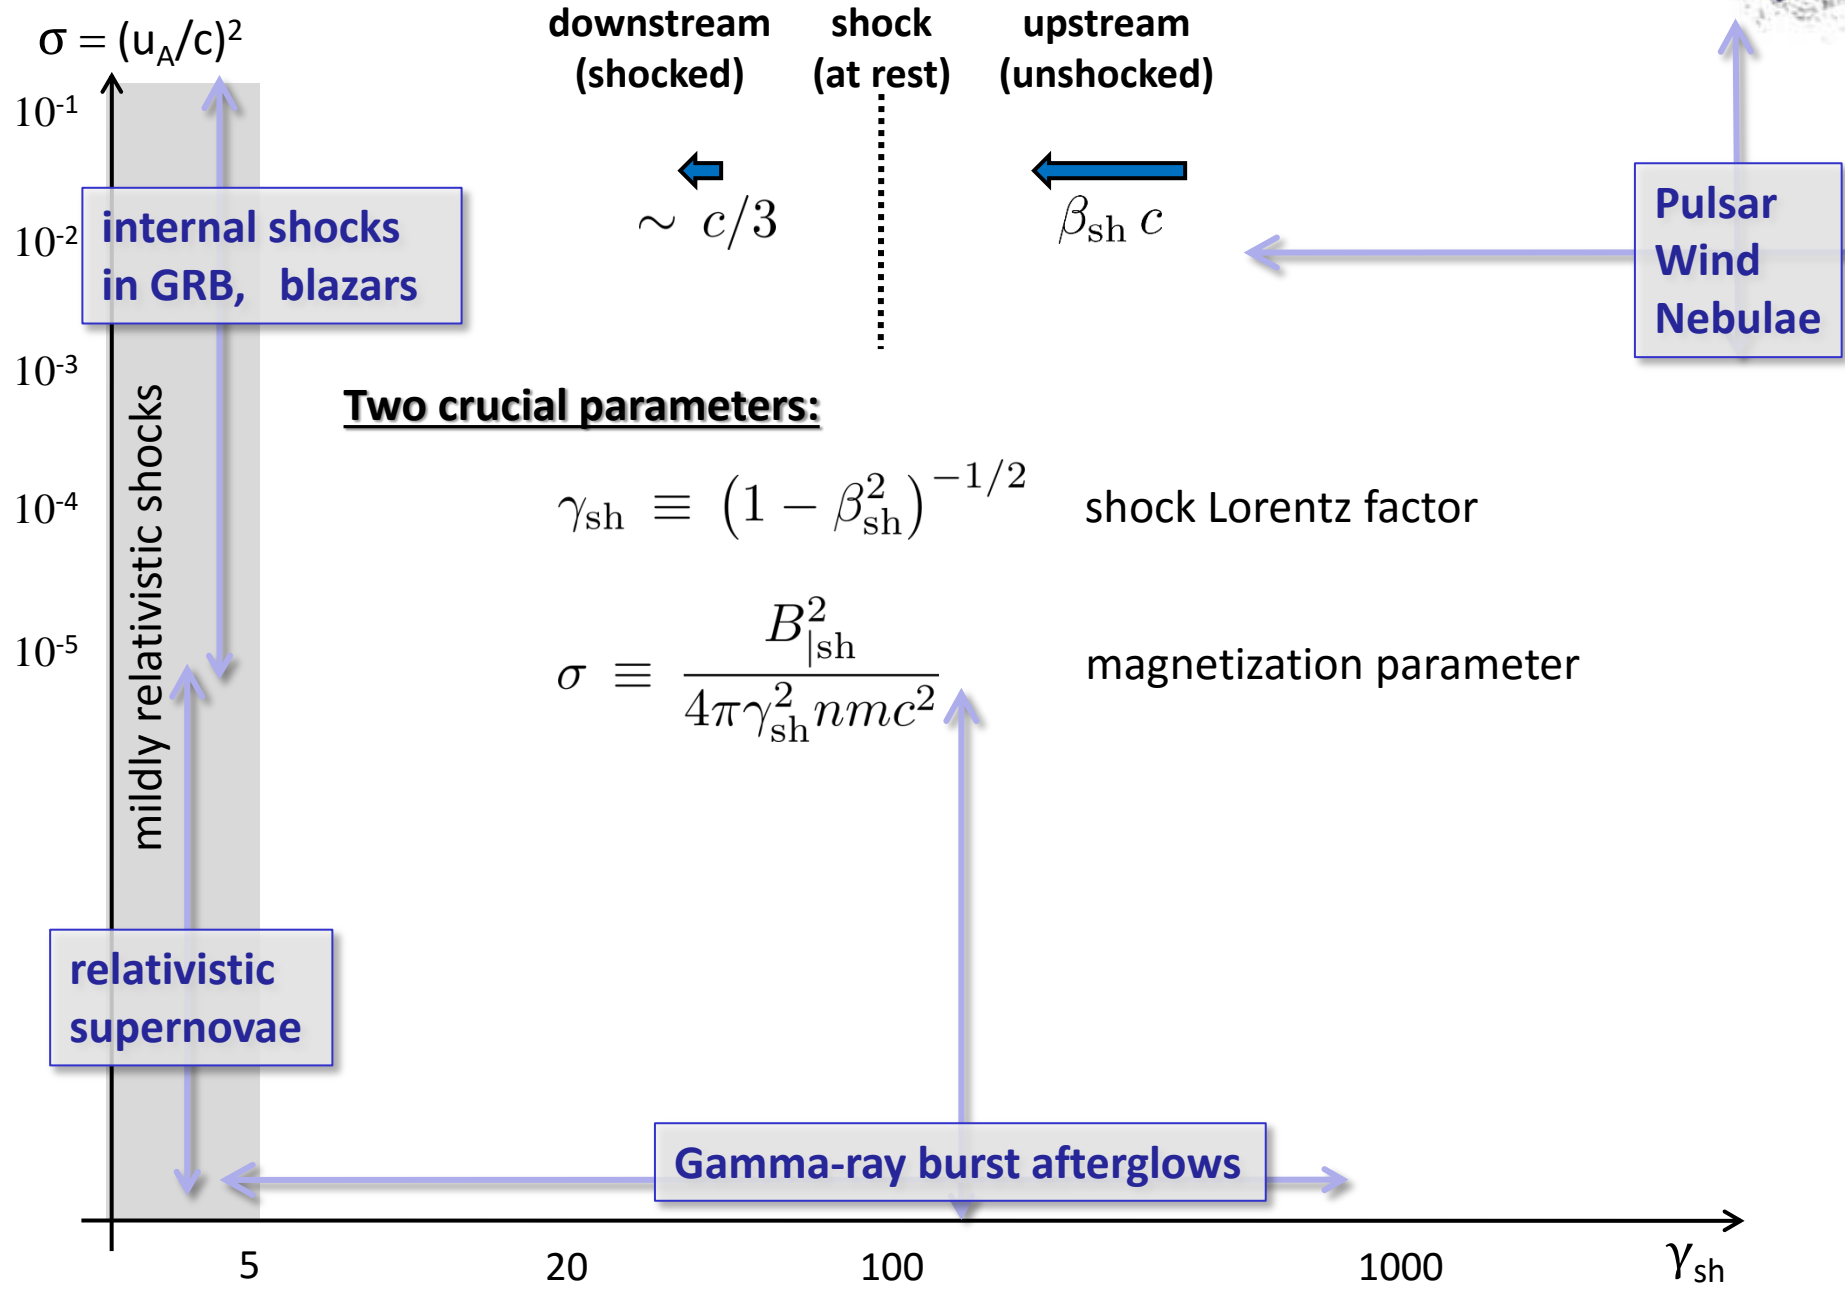 σ = (u_A/c)²
downstream
(shocked)
shock
(at rest)
upstream
(unshocked)
10⁻¹
10⁻²
10⁻³
10⁻⁴
10⁻⁵
∼ c/3
β_sh c
internal shocks
in GRB, blazars
Pulsar
Wind
Nebulae
mildly relativistic shocks
Two crucial parameters:
γ_sh ≡ (1 − β²_sh)^{−1/2} shock Lorentz factor
σ ≡ B²_{|sh} / 4πγ²_sh nmc² magnetization parameter
relativistic
supernovae
Gamma-ray burst afterglows
5 20 100 1000 γ_sh